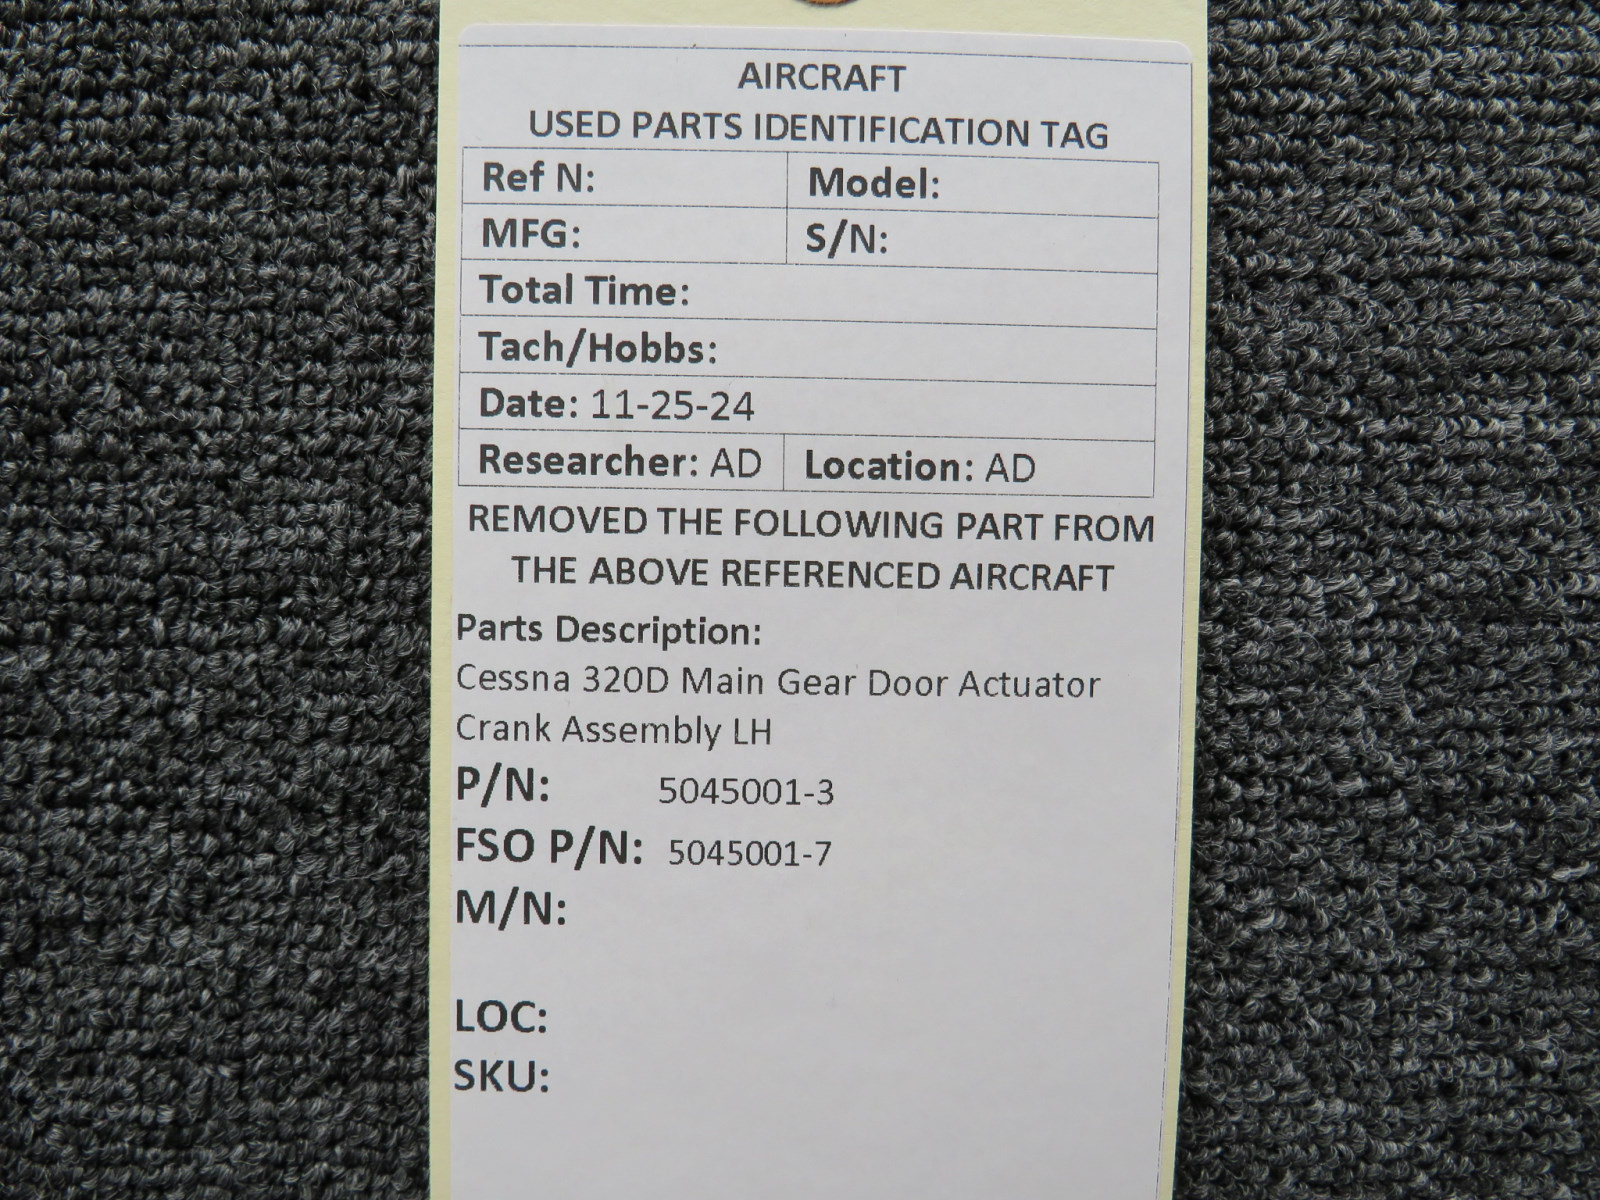 AIRCRAFT
USED PARTS IDENTIFICATION TAG
Ref N: Model:
MFG: S/N:
Total Time:
Tach/Hobbs:
Date: 11-25-24
Researcher: AD Location: AD
REMOVED THE FOLLOWING PART FROM
THE ABOVE REFERENCED AIRCRAFT
Parts Description:
Cessna 320D Main Gear Door Actuator
Crank Assembly LH
P/N: 5045001-3
FSO P/N: 5045001-7
M/N:
LOC:
SKU: